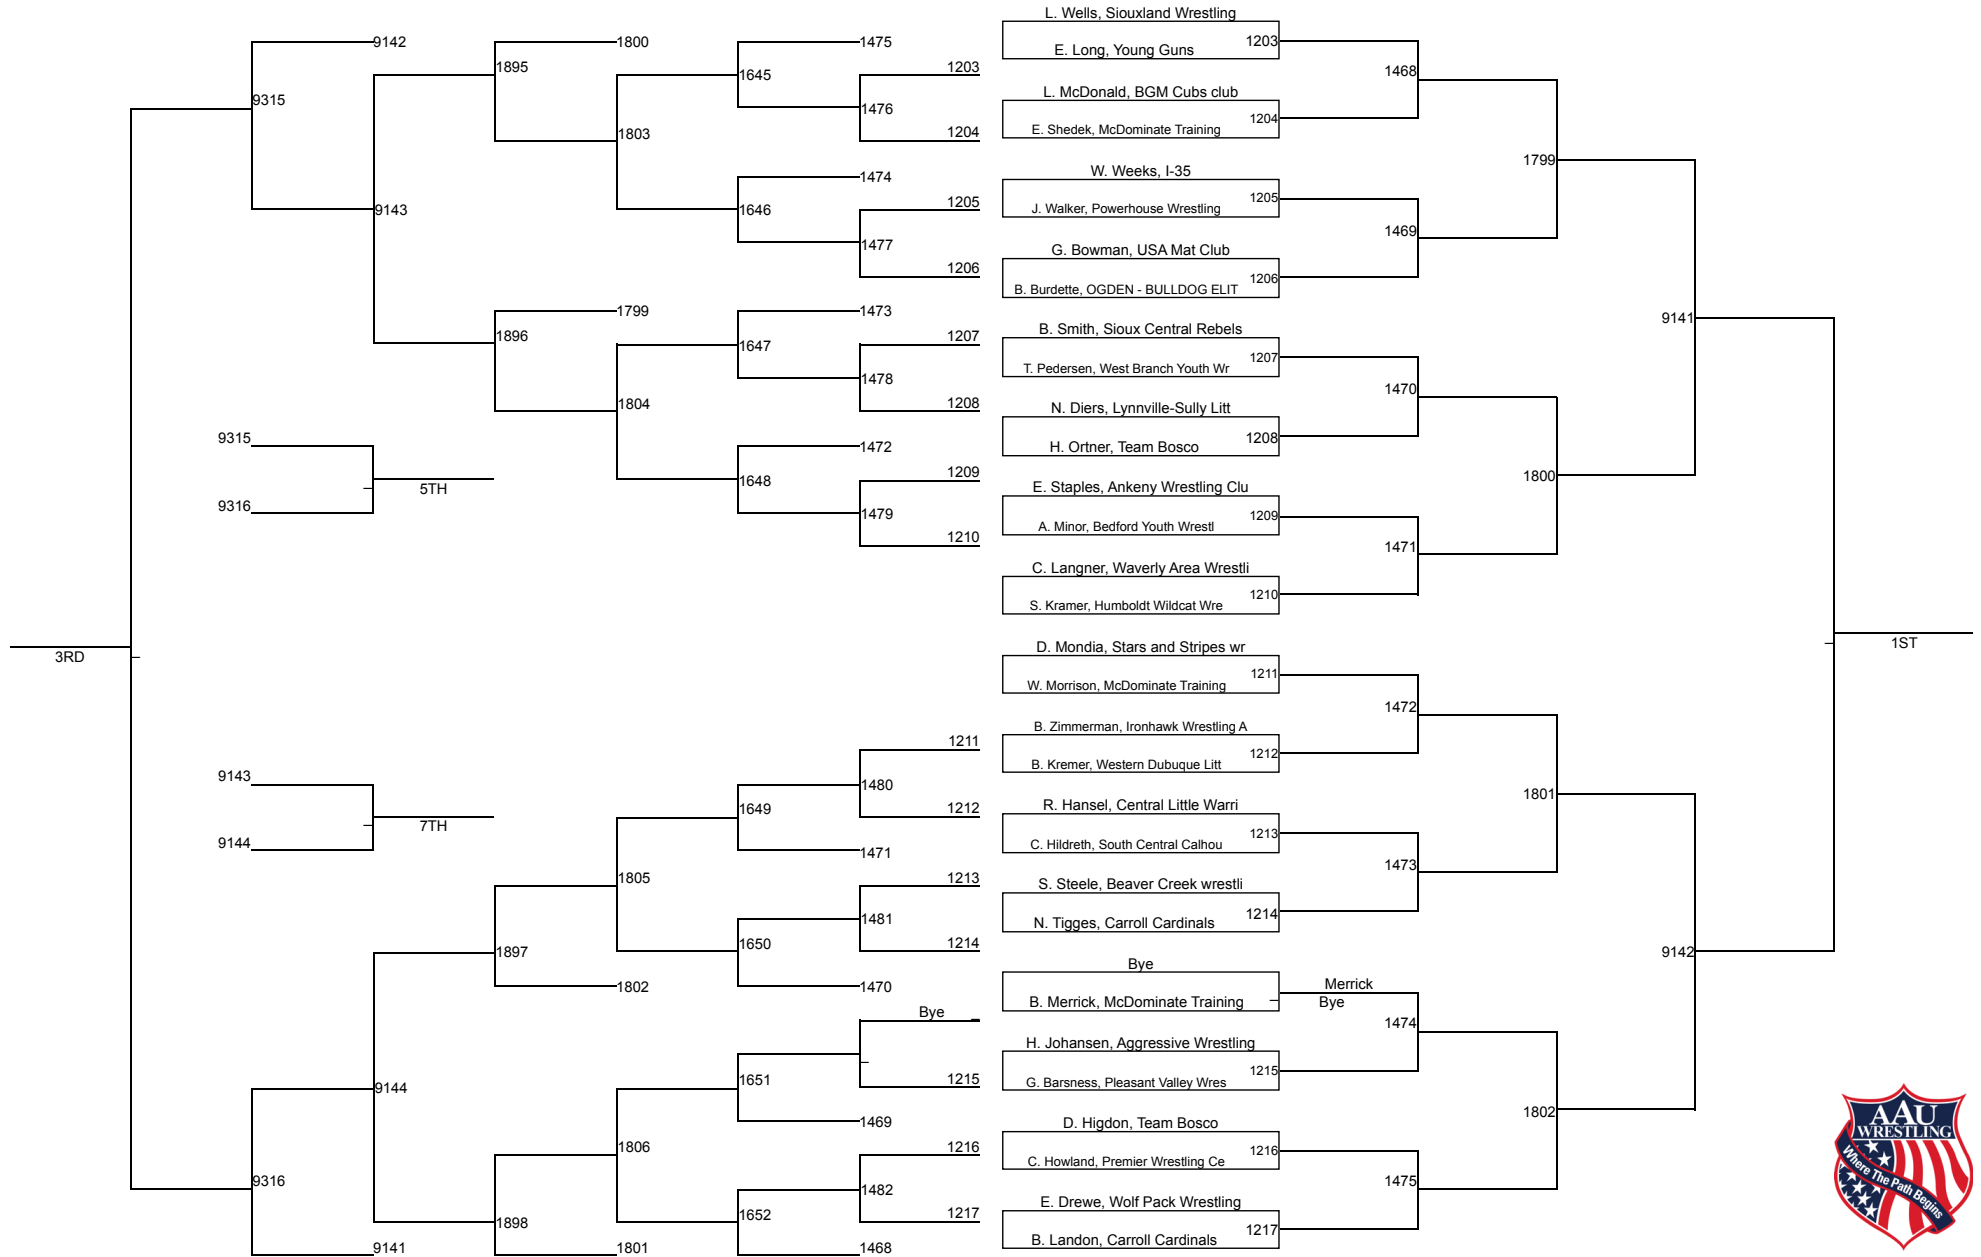 L. Wells, Siouxland Wrestling
9142 1800 1475 1203
E. Long, Young Guns
1895 1645 1203 1468
9315 1476 L. McDonald, BGM Cubs club
1803 1204 1204
E. Shedek, McDominate Training
1799
W. Weeks, I-35
1474
9143 1646 1205 1205
J. Walker, Powerhouse Wrestling
1477 1469
G. Bowman, USA Mat Club
1206 1206
B. Burdette, OGDEN - BULLDOG ELIT
1799 1473 9141
B. Smith, Sioux Central Rebels
1896 1647 1207 1207
T. Pedersen, West Branch Youth Wr
1478 1470
1804 1208 N. Diers, Lynnville-Sully Litt
9315 1472 1208
H. Ortner, Team Bosco
5TH 1648 1209 1800
E. Staples, Ankeny Wrestling Clu
9316 1479 1209
A. Minor, Bedford Youth Wrestl
1210 1471
C. Langner, Waverly Area Wrestli
1210
S. Kramer, Humboldt Wildcat Wre
3RD 1ST
D. Mondia, Stars and Stripes wr
1211
W. Morrison, McDominate Training
1472
B. Zimmerman, Ironhawk Wrestling A
1211 1212
B. Kremer, Western Dubuque Litt
9143 1480 1801
1649 1212 R. Hansel, Central Little Warri
7TH 1213
C. Hildreth, South Central Calhou
9144 1471 1473
1805 1213 S. Steele, Beaver Creek wrestli
1481 1214
N. Tigges, Carroll Cardinals
1650 1214 9142
1897 Bye
1802 1470 Merrick
B. Merrick, McDominate Training Bye
Bye 1474
H. Johansen, Aggressive Wrestling
1651 1215 1215
G. Barsness, Pleasant Valley Wres
9144 1469 1802
D. Higdon, Team Bosco
1806 1216 1216
C. Howland, Premier Wrestling Ce
9316 1482 1475
1652 1217 E. Drewe, Wolf Pack Wrestling
1898 1217
B. Landon, Carroll Cardinals
9141 1801 1468
AAU
WRESTLING
Where The Path Begins